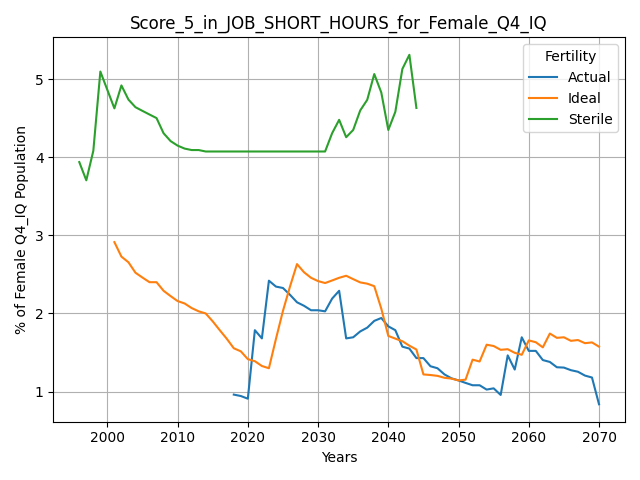 Score_5_in_JOB_SHORT_HOURS_for_Female_Q4_IQ
% of Female Q4_IQ Population
5
4
3
2
1
Fertility
Actual
Ideal
Sterile
2000 2010 2020 2030 2040 2050 2060 2070
Years